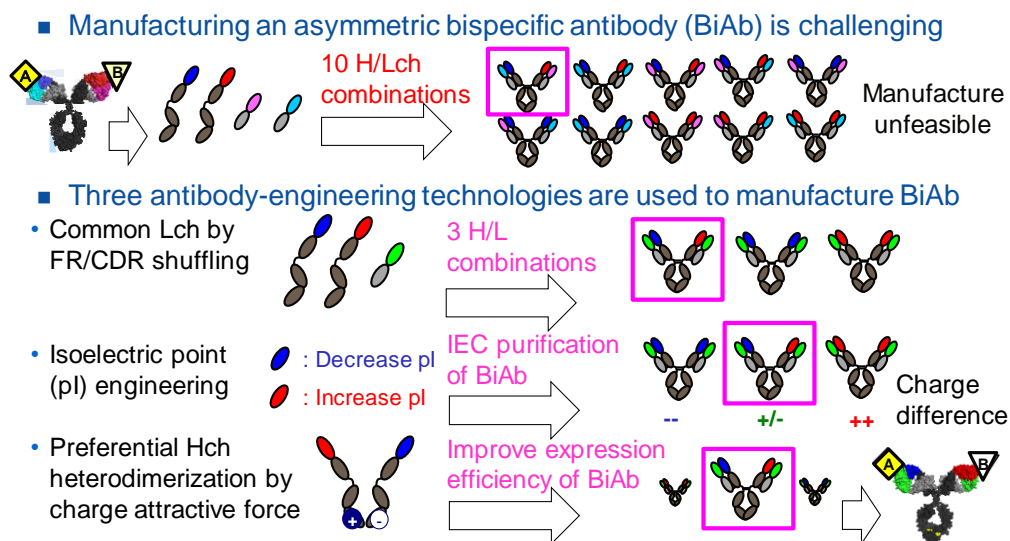 ■ Manufacturing an asymmetric bispecific antibody (BiAb) is challenging
A
B
10 H/Lch
combinations
Manufacture
unfeasible
■ Three antibody-engineering technologies are used to manufacture BiAb
• Common Lch by
FR/CDR shuffling
3 H/L
combinations
• Isoelectric point
(pI) engineering
: Decrease pI
: Increase pI
IEC purification
of BiAb
--
+/-
++
Charge
difference
• Preferential Hch
heterodimerization by
charge attractive force
+
-
Improve expression
efficiency of BiAb
A
B